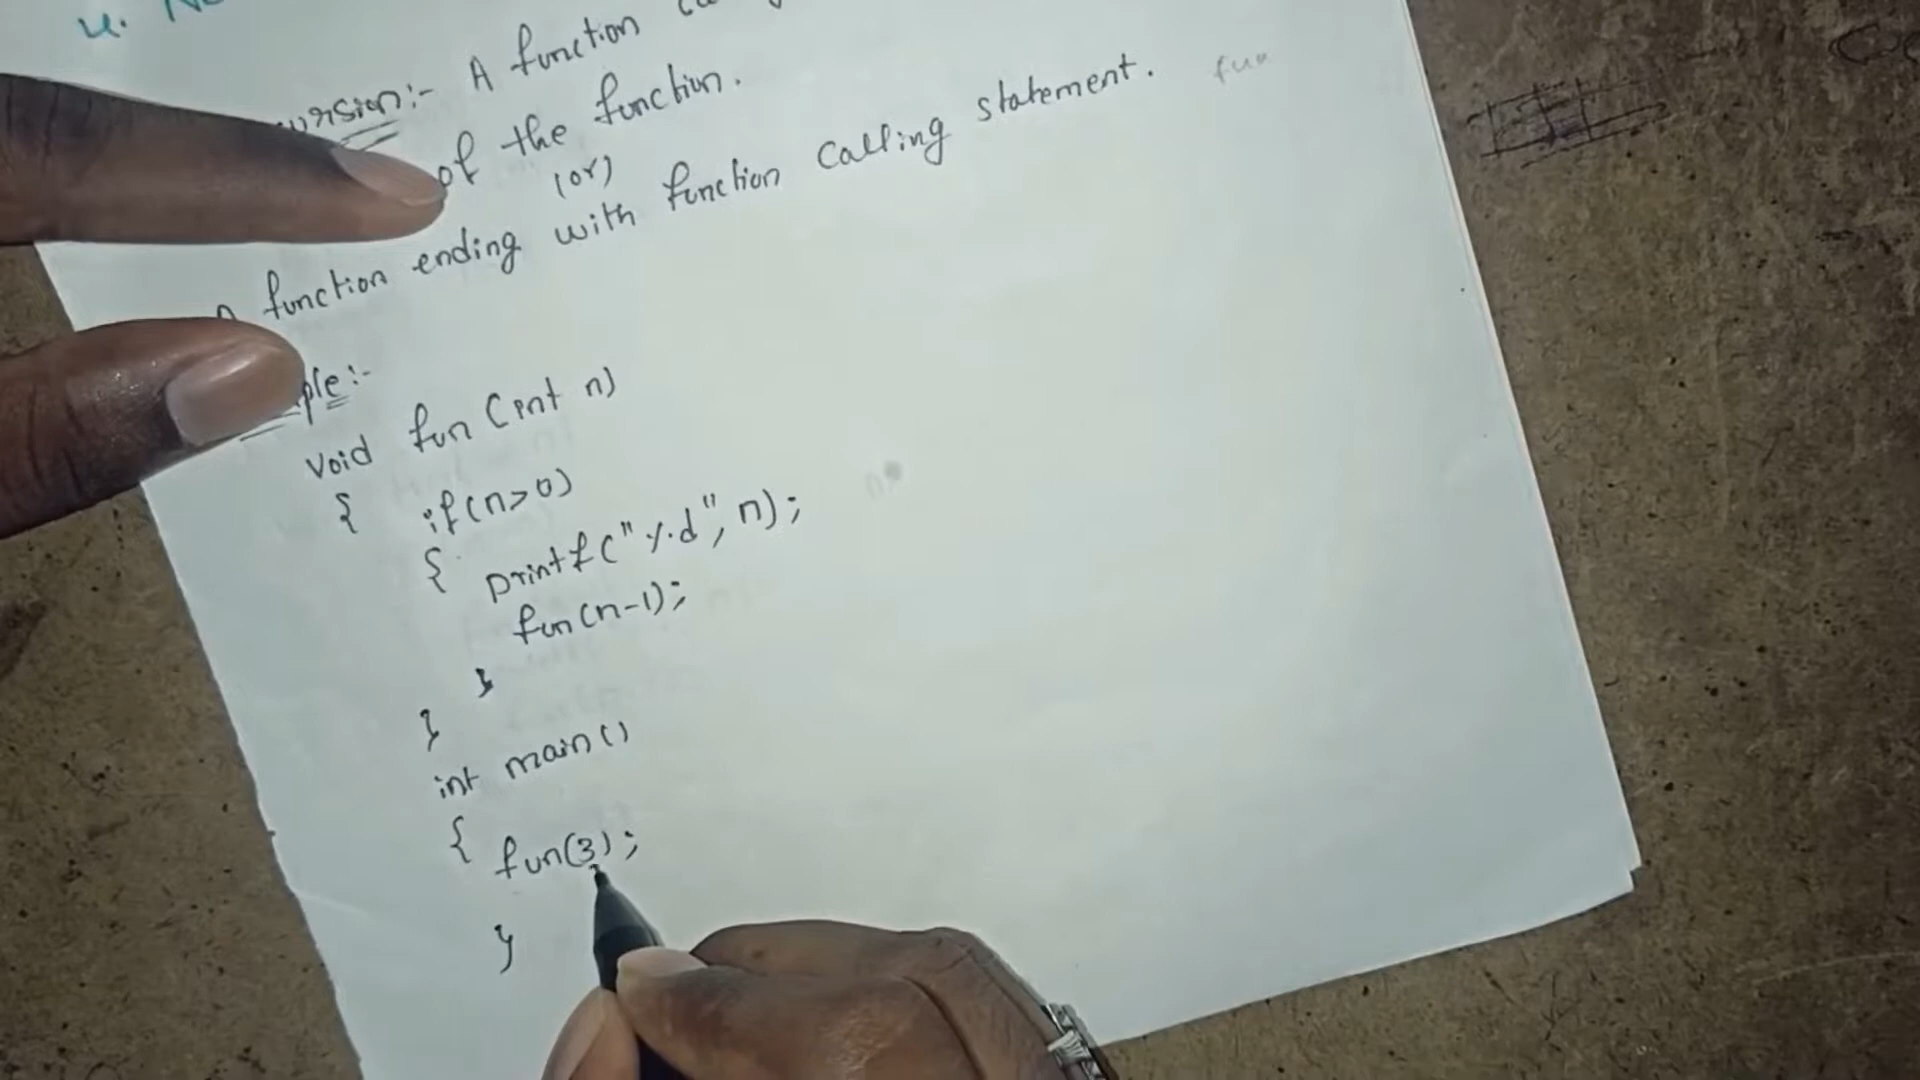 4.
A function
of the function.
(or)
function ending with function calling statement.
void fun (int n)
{ if(n>0)
{ printf("%d", n);
fun(n-1);
}
}
int main()
{ fun(3);
}